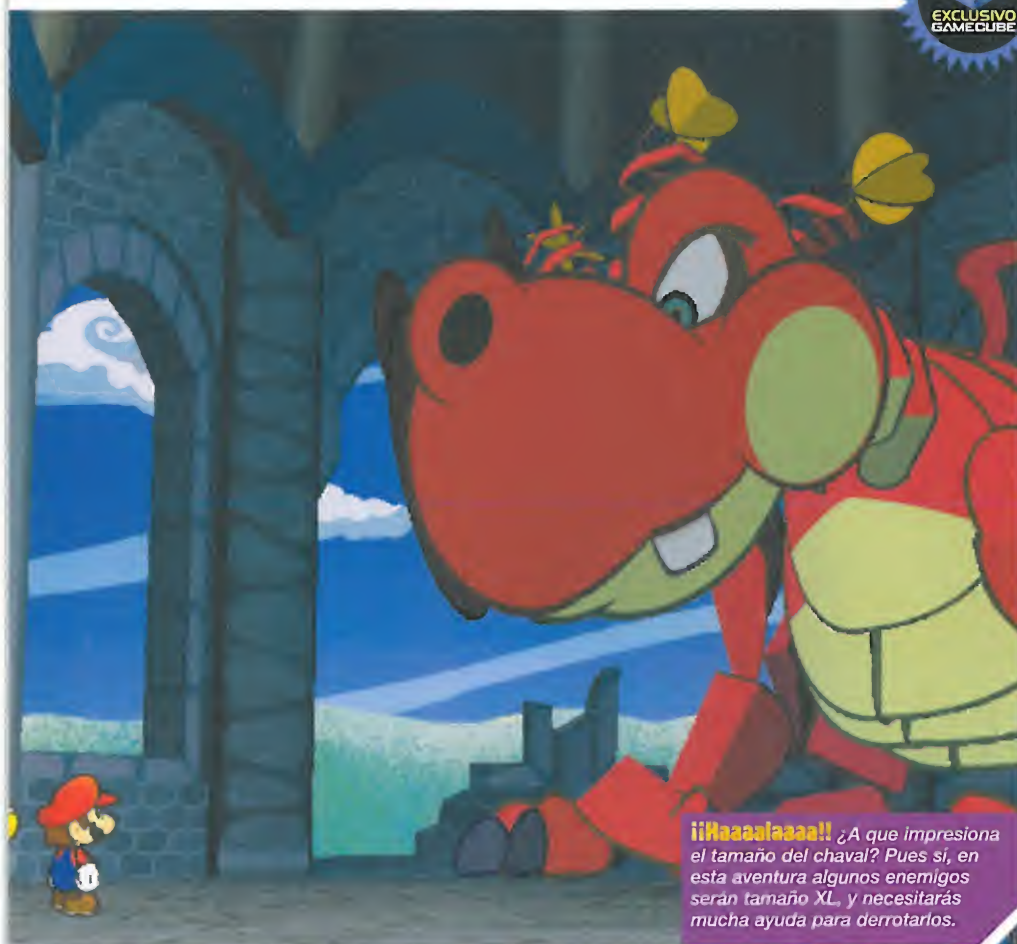 EXCLUSIVO
GAMECUBE
¡¡Haaaalaaaa!! ¿A que impresiona
el tamaño del chaval? Pues sí, en
esta aventura algunos enemigos
serán tamaño XL, y necesitarás
mucha ayuda para derrotarlos.